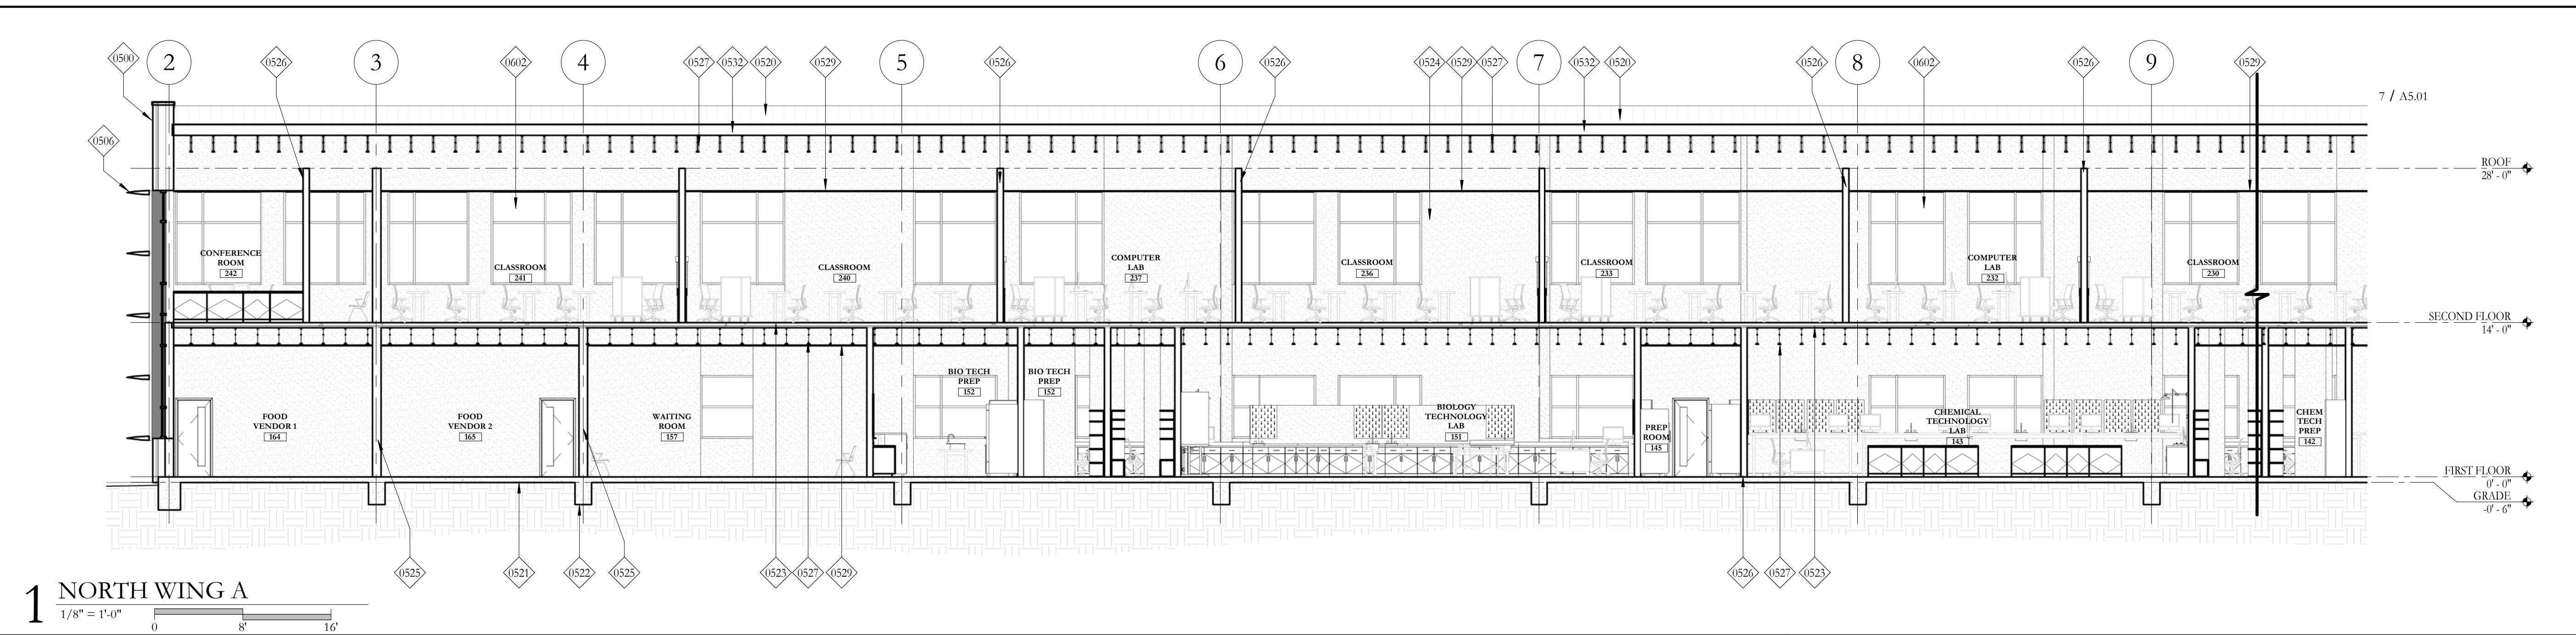 0500
2
0526
3
0602
4
0527
0532
0520
0529
5
0526
6
0526
0524
0529
0527
7
0532
0520
0526
8
0602
0526
9
0529
7 / A5.01
0506
ROOF
28' - 0"
CONFERENCE
ROOM
242
CLASSROOM
241
CLASSROOM
240
COMPUTER
LAB
237
CLASSROOM
236
CLASSROOM
233
COMPUTER
LAB
232
CLASSROOM
230
SECOND FLOOR
14' - 0"
FOOD
VENDOR 1
164
FOOD
VENDOR 2
165
WAITING
ROOM
157
BIO TECH
PREP
152
BIO TECH
PREP
152
BIOLOGY
TECHNOLOGY
LAB
151
PREP
ROOM
145
CHEMICAL
TECHNOLOGY
LAB
143
CHEM
TECH
PREP
142
FIRST FLOOR
0' - 0"
GRADE
-0' - 6"
0525
0521
0522
0525
0523
0527
0529
0526
0527
0523
1
NORTH WING A
1/8" = 1'-0"
0
8'
16'